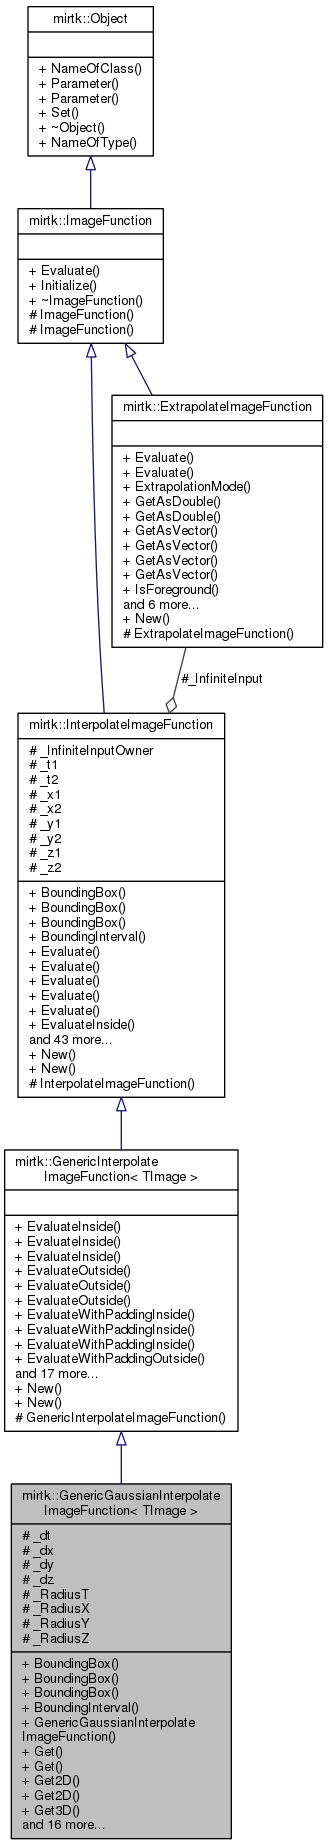 mirtk::Object
+ NameOfClass()
+ Parameter()
+ Parameter()
+ Set()
+ ~Object()
+ NameOfType()
mirtk::ImageFunction
+ Evaluate()
+ Initialize()
+ ~ImageFunction()
# ImageFunction()
# ImageFunction()
mirtk::ExtrapolateImageFunction
+ Evaluate()
+ Evaluate()
+ ExtrapolationMode()
+ GetAsDouble()
+ GetAsDouble()
+ GetAsVector()
+ GetAsVector()
+ GetAsVector()
+ GetAsVector()
+ IsForeground()
and 6 more...
+ New()
# ExtrapolateImageFunction()
#_InfiniteInput
mirtk::InterpolateImageFunction
# _InfiniteInputOwner
# _t1
# _t2
# _x1
# _x2
# _y1
# _y2
# _z1
# _z2
+ BoundingBox()
+ BoundingBox()
+ BoundingBox()
+ BoundingInterval()
+ Evaluate()
+ Evaluate()
+ Evaluate()
+ Evaluate()
+ Evaluate()
+ EvaluateInside()
and 43 more...
+ New()
+ New()
# InterpolateImageFunction()
mirtk::GenericInterpolate
ImageFunction< TImage >
+ EvaluateInside()
+ EvaluateInside()
+ EvaluateInside()
+ EvaluateOutside()
+ EvaluateOutside()
+ EvaluateOutside()
+ EvaluateWithPaddingInside()
+ EvaluateWithPaddingInside()
+ EvaluateWithPaddingInside()
+ EvaluateWithPaddingOutside()
and 17 more...
+ New()
+ New()
# GenericInterpolateImageFunction()
mirtk::GenericGaussianInterpolate
ImageFunction< TImage >
# _dt
# _dx
# _dy
# _dz
# _RadiusT
# _RadiusX
# _RadiusY
# _RadiusZ
+ BoundingBox()
+ BoundingBox()
+ BoundingBox()
+ BoundingInterval()
+ GenericGaussianInterpolate
ImageFunction()
+ Get()
+ Get()
+ Get2D()
+ Get2D()
+ Get3D()
and 16 more...